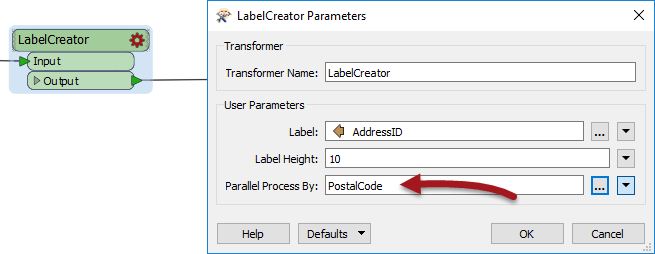 LabelCreator
Input
Output
LabelCreator Parameters
Transformer
Transformer Name: LabelCreator
User Parameters
Label: AddressID ...
Label Height: 10
Parallel Process By: PostalCode ...
Help Defaults OK Cancel